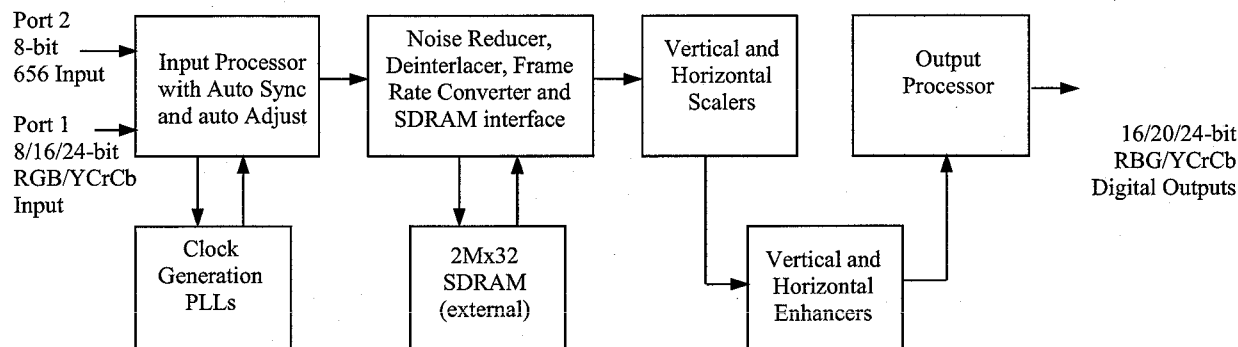 Port 2
8-bit
656 Input
Port 1
8/16/24-bit
RGB/YCrCb
Input
Input Processor
with Auto Sync
and auto Adjust
Clock
Generation
PLLs
Noise Reducer,
Deinterlacer, Frame
Rate Converter and
SDRAM interface
2Mx32
SDRAM
(external)
Vertical and
Horizontal
Scalers
Vertical and
Horizontal
Enhancers
Output
Processor
16/20/24-bit
RBG/YCrCb
Digital Outputs